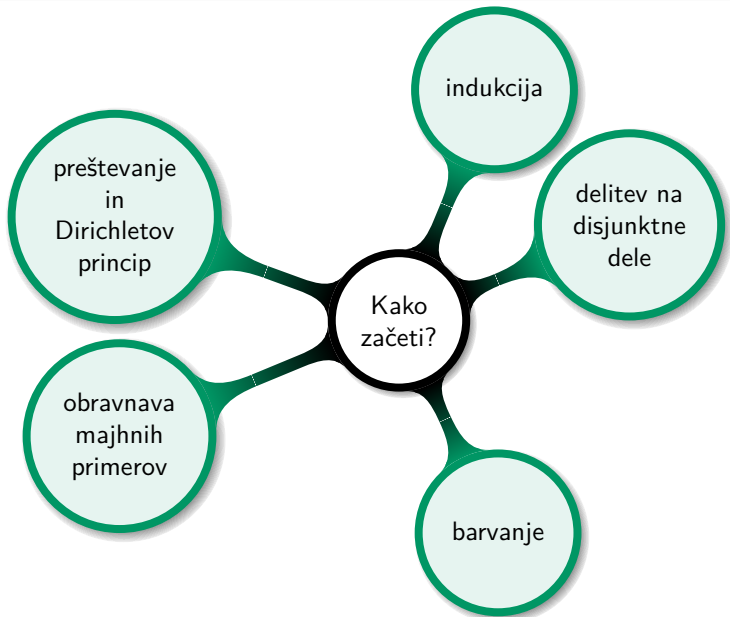 indukcija
preštevanje
in
Dirichletov
princip
delitev na
disjunktne
dele
Kako
začeti?
obravnava
majhnih
primerov
barvanje